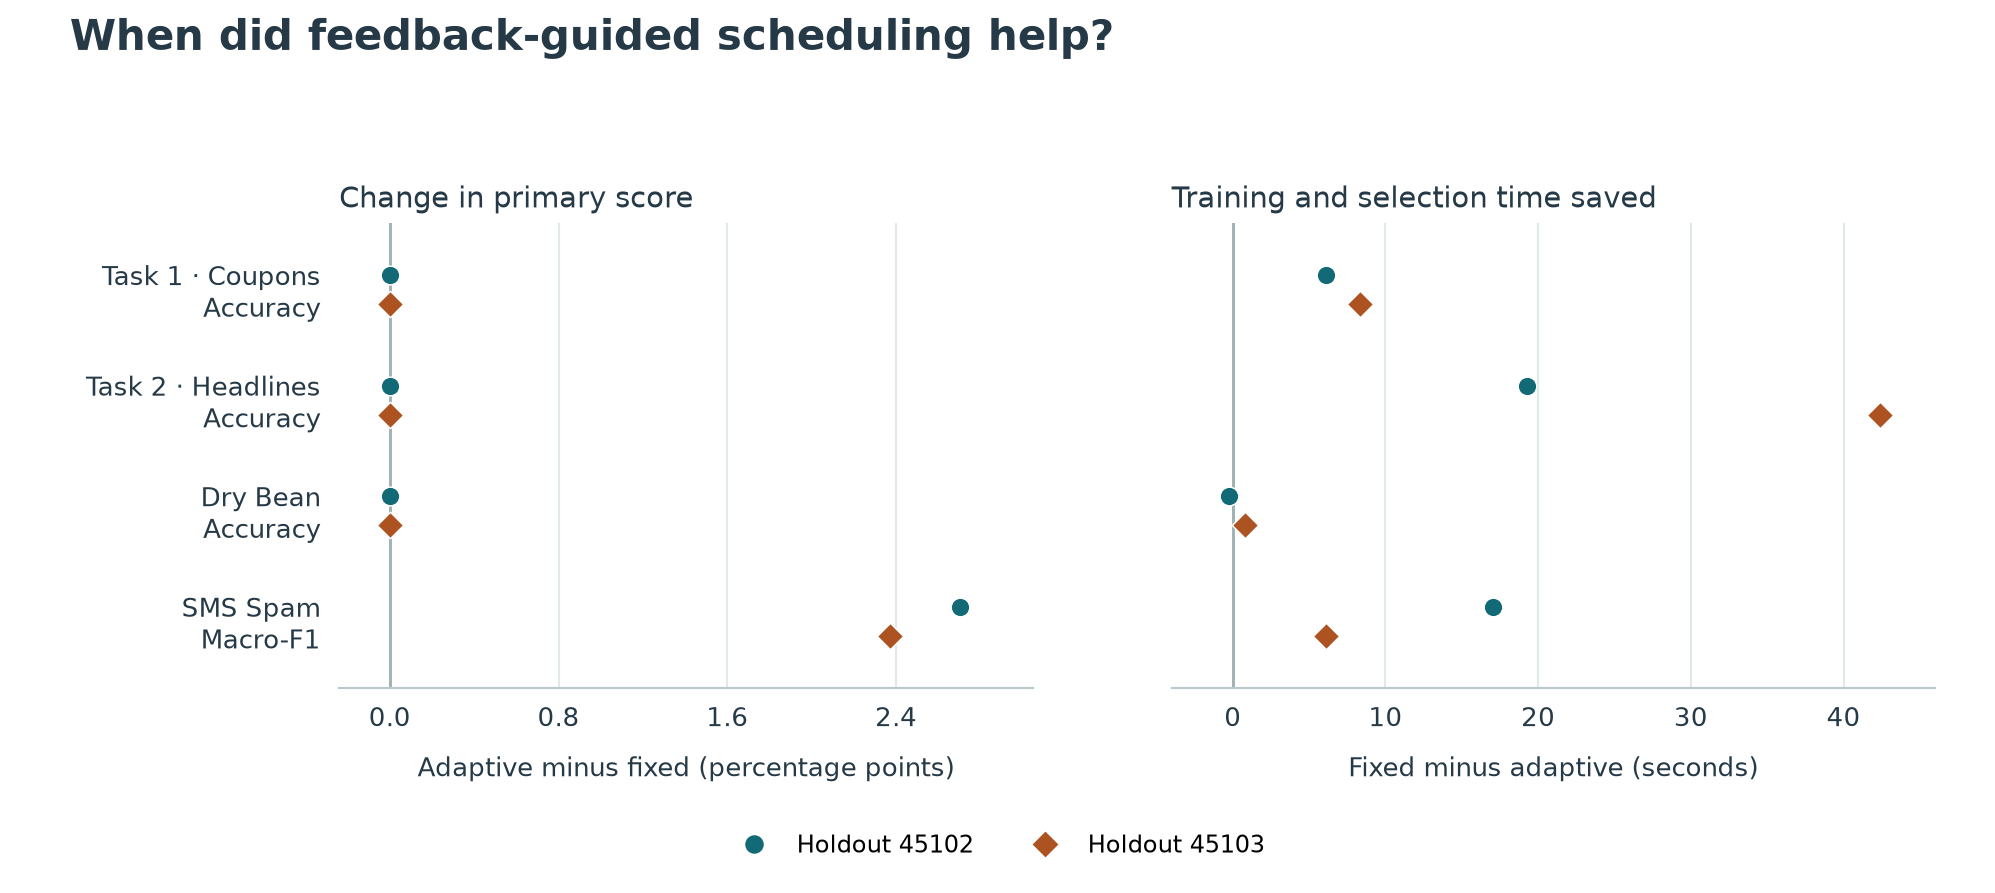 When did feedback-guided scheduling help?
Change in primary score
Task 1 · Coupons
Accuracy
Task 2 · Headlines
Accuracy
Dry Bean
Accuracy
SMS Spam
Macro-F1
0.0 0.8 1.6 2.4
Adaptive minus fixed (percentage points)
Training and selection time saved
0 10 20 30 40
Fixed minus adaptive (seconds)
Holdout 45102 Holdout 45103